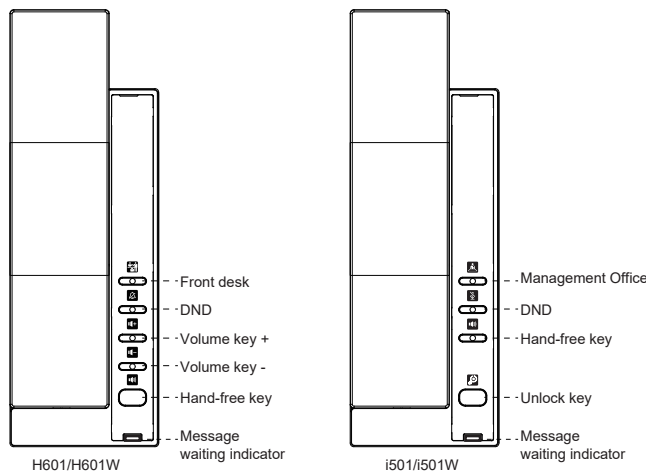 Front desk
DND
Volume key +
Volume key -
Hand-free key
Message
waiting indicator
H601/H601W
Management Office
DND
Hand-free key
Unlock key
Message
waiting indicator
i501/i501W